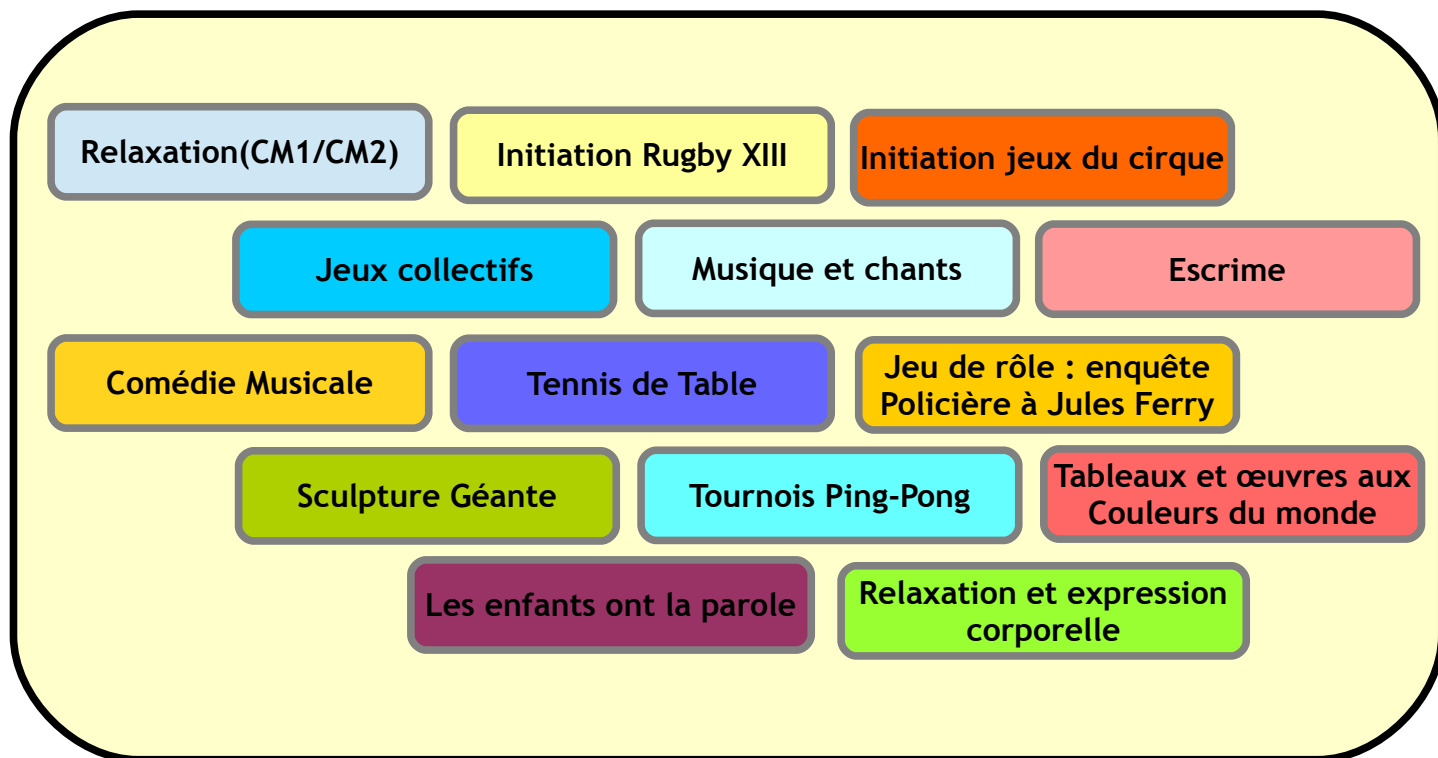 Relaxation(CM1/CM2)
Initiation Rugby XIII
Initiation jeux du cirque
Jeux collectifs
Musique et chants
Escrime
Comédie Musicale
Tennis de Table
Jeu de rôle : enquête
Policière à Jules Ferry
Sculpture Géante
Tournois Ping-Pong
Tableaux et œuvres aux
Couleurs du monde
Les enfants ont la parole
Relaxation et expression
corporelle